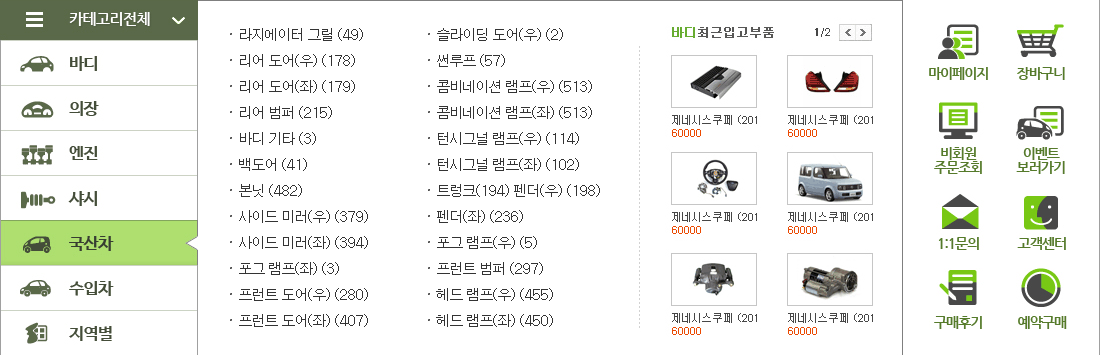 카테고리전체
바디
의장
엔진
샤시
국산차
수입차
지역별
· 라지에이터 그릴 (49)
· 리어 도어(우) (178)
· 리어 도어(좌) (179)
· 리어 범퍼 (215)
· 바디 기타 (3)
· 백도어 (41)
· 본닛 (482)
· 사이드 미러(우) (379)
· 사이드 미러(좌) (394)
· 포그 램프(좌) (3)
· 프런트 도어(우) (280)
· 프런트 도어(좌) (407)
· 슬라이딩 도어(우) (2)
· 썬루프 (57)
· 콤비네이션 램프(우) (513)
· 콤비네이션 램프(좌) (513)
· 턴시그널 램프(우) (114)
· 턴시그널 램프(좌) (102)
· 트렁크(194) 펜더(우) (198)
· 펜더(좌) (236)
· 포그 램프(우) (5)
· 프런트 범퍼 (297)
· 헤드 램프(우) (455)
· 헤드 램프(좌) (450)
바디최근입고부품 1/2
제네시스쿠페 (201 제네시스쿠페 (201
60000 60000
제네시스쿠페 (201 제네시스쿠페 (201
60000 60000
제네시스쿠페 (201 제네시스쿠페 (201
60000 60000
마이페이지 장바구니
비회원 이벤트
주문조회 보러가기
1:1문의 고객센터
구매후기 예약구매